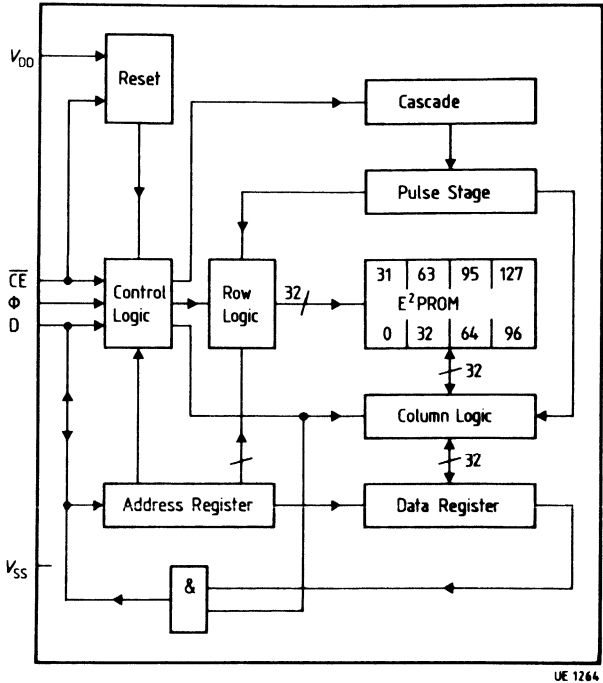 V_DD
Reset
Cascade
Pulse Stage
C̅E̅
Φ
D
Control
Logic
Row
Logic
32
31 63 95 127
E²PROM
0 32 64 96
32
Column Logic
32
Address Register
Data Register
V_SS
&
UE 1264